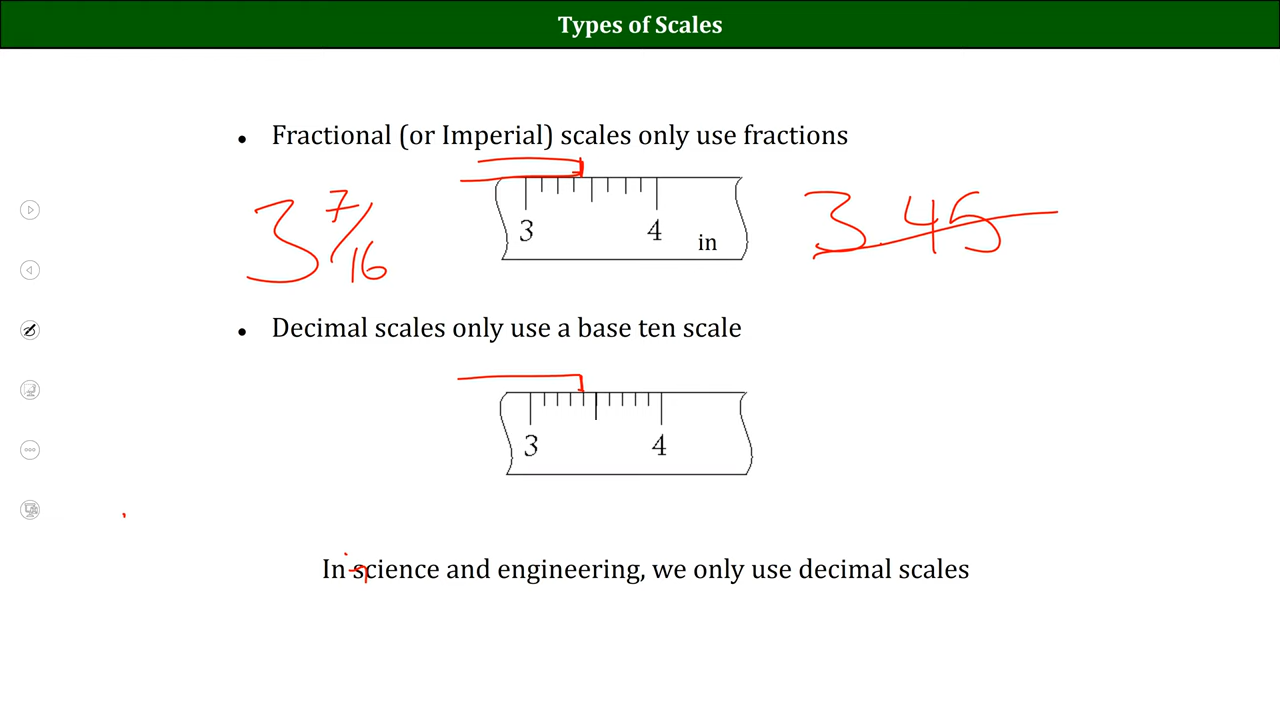 Types of Scales
• Fractional (or Imperial) scales only use fractions
3 7/16
3 4 in
3.45
• Decimal scales only use a base ten scale
3 4
In science and engineering, we only use decimal scales